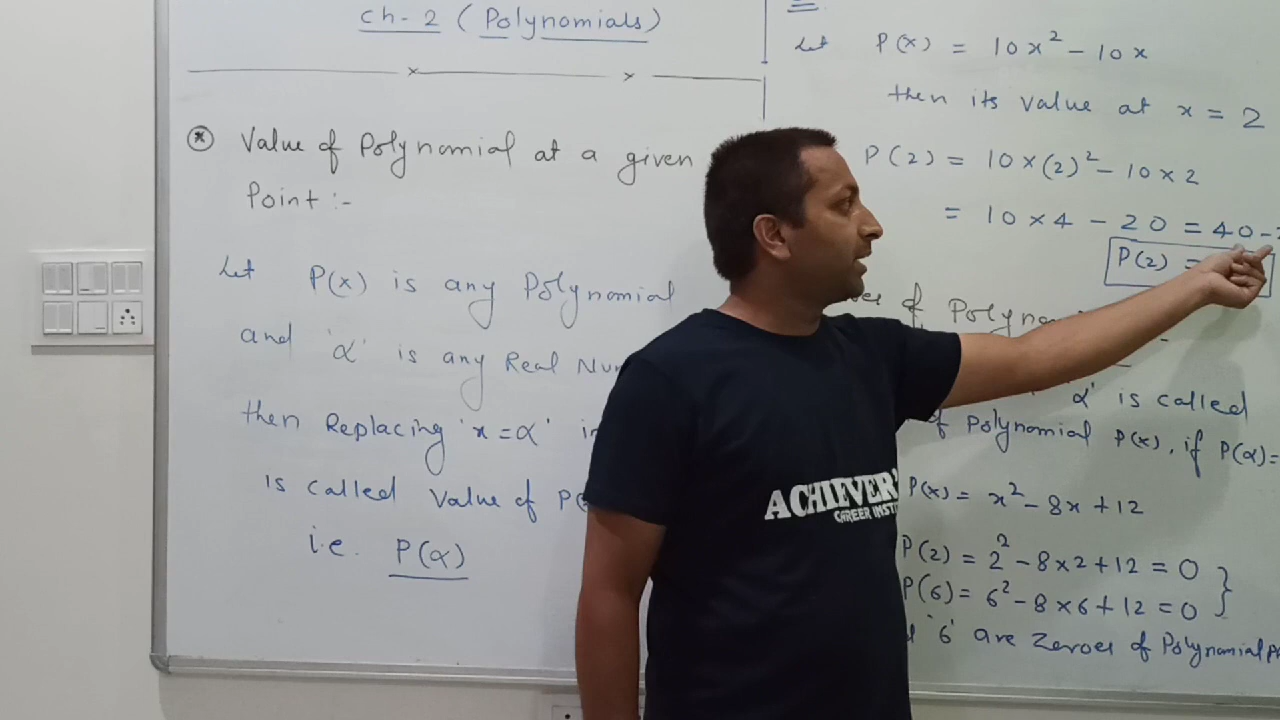 Ch-2 (Polynomials)
* Value of Polynomial at a given
Point :-
Let P(x) is any Polynomial
and 'α' is any Real
then Replacing 'x=α'
is called Value of
i.e. P(α)
Let P(x) = 10x² - 10x
then its value at x = 2
P(2) = 10×(2)² - 10×2
= 10×4 - 20 = 40-
P(2) =
of
'α' is called
of Polynomial P(x), if P(α)=
P(x) = x² - 8x + 12
P(2) = 2² - 8×2+12 = 0
P(6) = 6² - 8×6+12 = 0 }
'6' are Zeroes of Polynomial
ACHIEVER'
CAREER